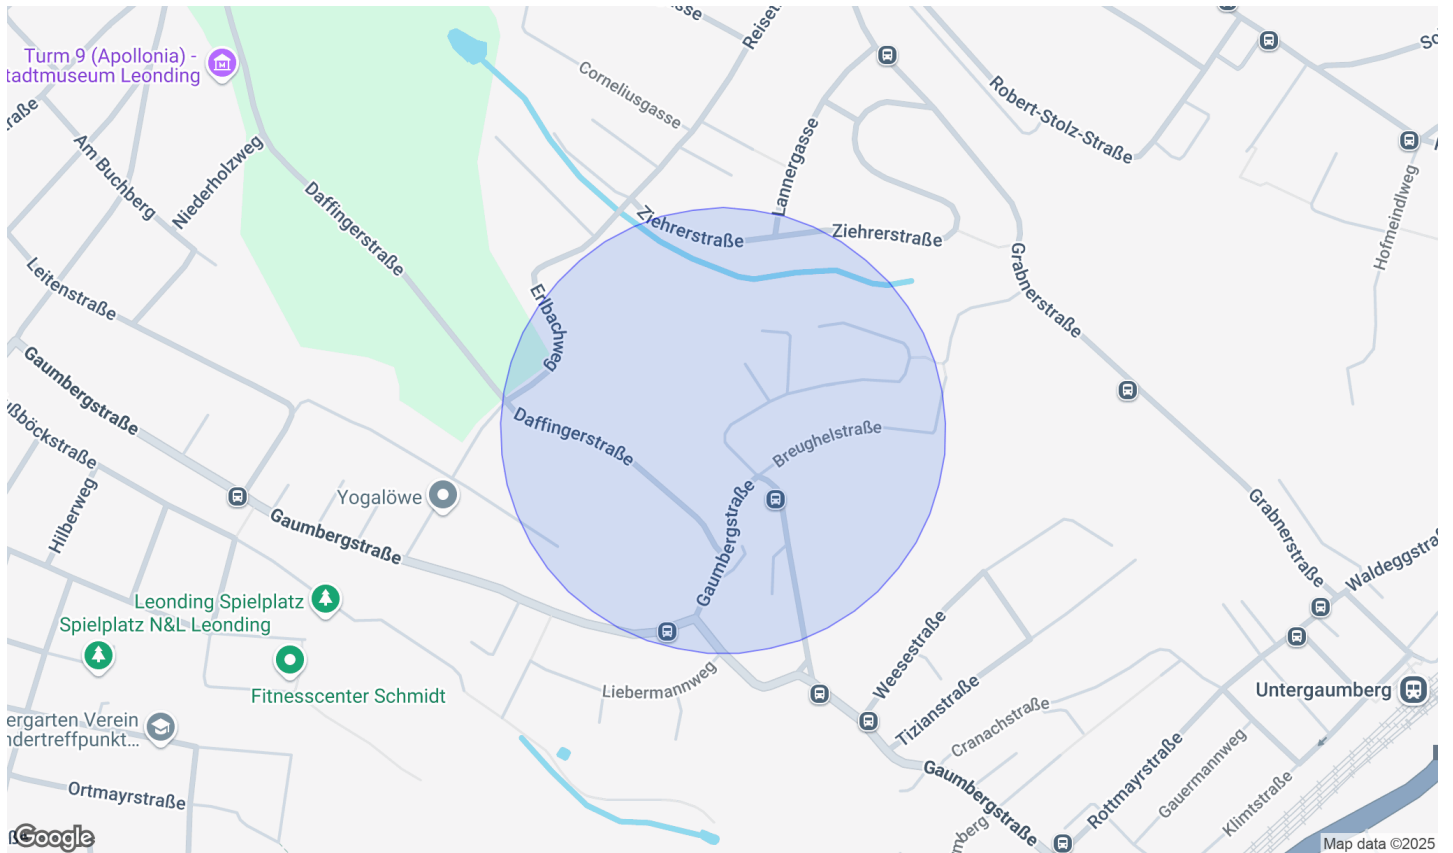 Turm 9 (Apollonia) -
tadtmuseum Leonding
Corneliusgasse
Robert-Stolz-Straße
Am Buchberg
Niederholzweg
Lannergasse
Hofmeindlweg
Daffingerstraße
Ziehrerstraße
Ziehrerstraße
Leitenstraße
Grabnerstraße
Erlbachweg
Gaumbergstraße
Daffingerstraße
Breughelstraße
Hilberweg
Yogalöwe
Gaumbergstraße
Gaumbergstraße
Grabnerstraße
Waldeggstraß
Leonding Spielplatz
Spielplatz N&L Leonding
Fitnesscenter Schmidt
Liebermannweg
Weesestraße
Tizianstraße
Cranachstraße
Untergaumberg
ergarten Verein
ndertreffpunkt...
Ortmayrstraße
Gaumbergstraße
Rottmayrstraße
Gauermannweg
Klimtstraße
Google
Map data ©2025